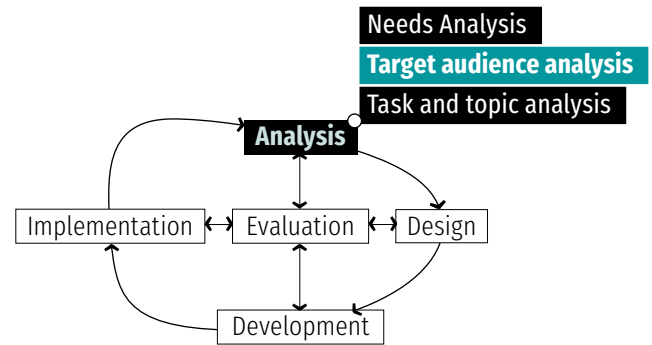 Needs Analysis
Target audience analysis
Task and topic analysis
Analysis
Implementation
Evaluation
Design
Development